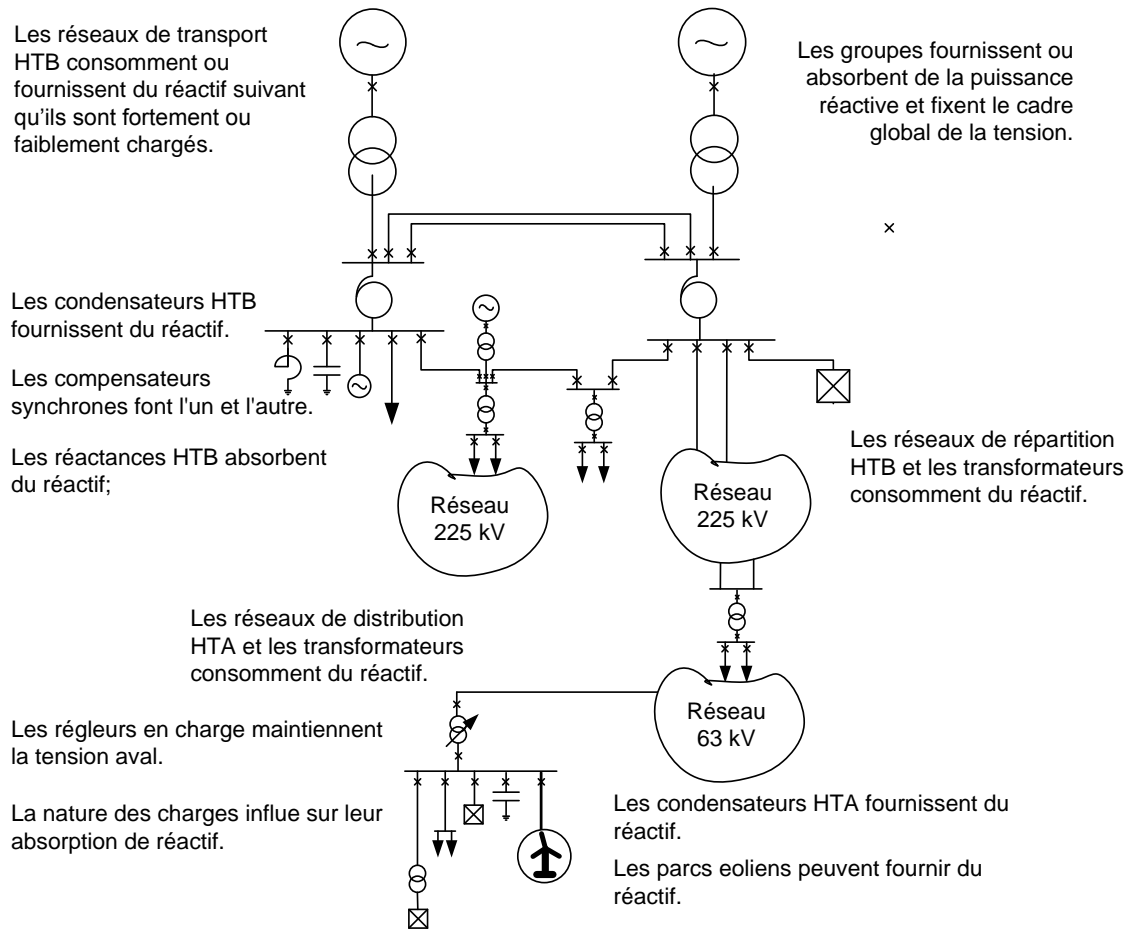 Les réseaux de transport
HTB consomment ou
fournissent du réactif suivant
qu'ils sont fortement ou
faiblement chargés.
Les groupes fournissent ou
absorbent de la puissance
réactive et fixent le cadre
global de la tension.
Les condensateurs HTB
fournissent du réactif.
Les compensateurs
synchrones font l'un et l'autre.
Les réactances HTB absorbent
du réactif;
Les réseaux de répartition
HTB et les transformateurs
consomment du réactif.
Réseau
225 kV
Réseau
225 kV
Les réseaux de distribution
HTA et les transformateurs
consomment du réactif.
Réseau
63 kV
Les régleurs en charge maintiennent
la tension aval.
La nature des charges influe sur leur
absorption de réactif.
Les condensateurs HTA fournissent du
réactif.
Les parcs eoliens peuvent fournir du
réactif.